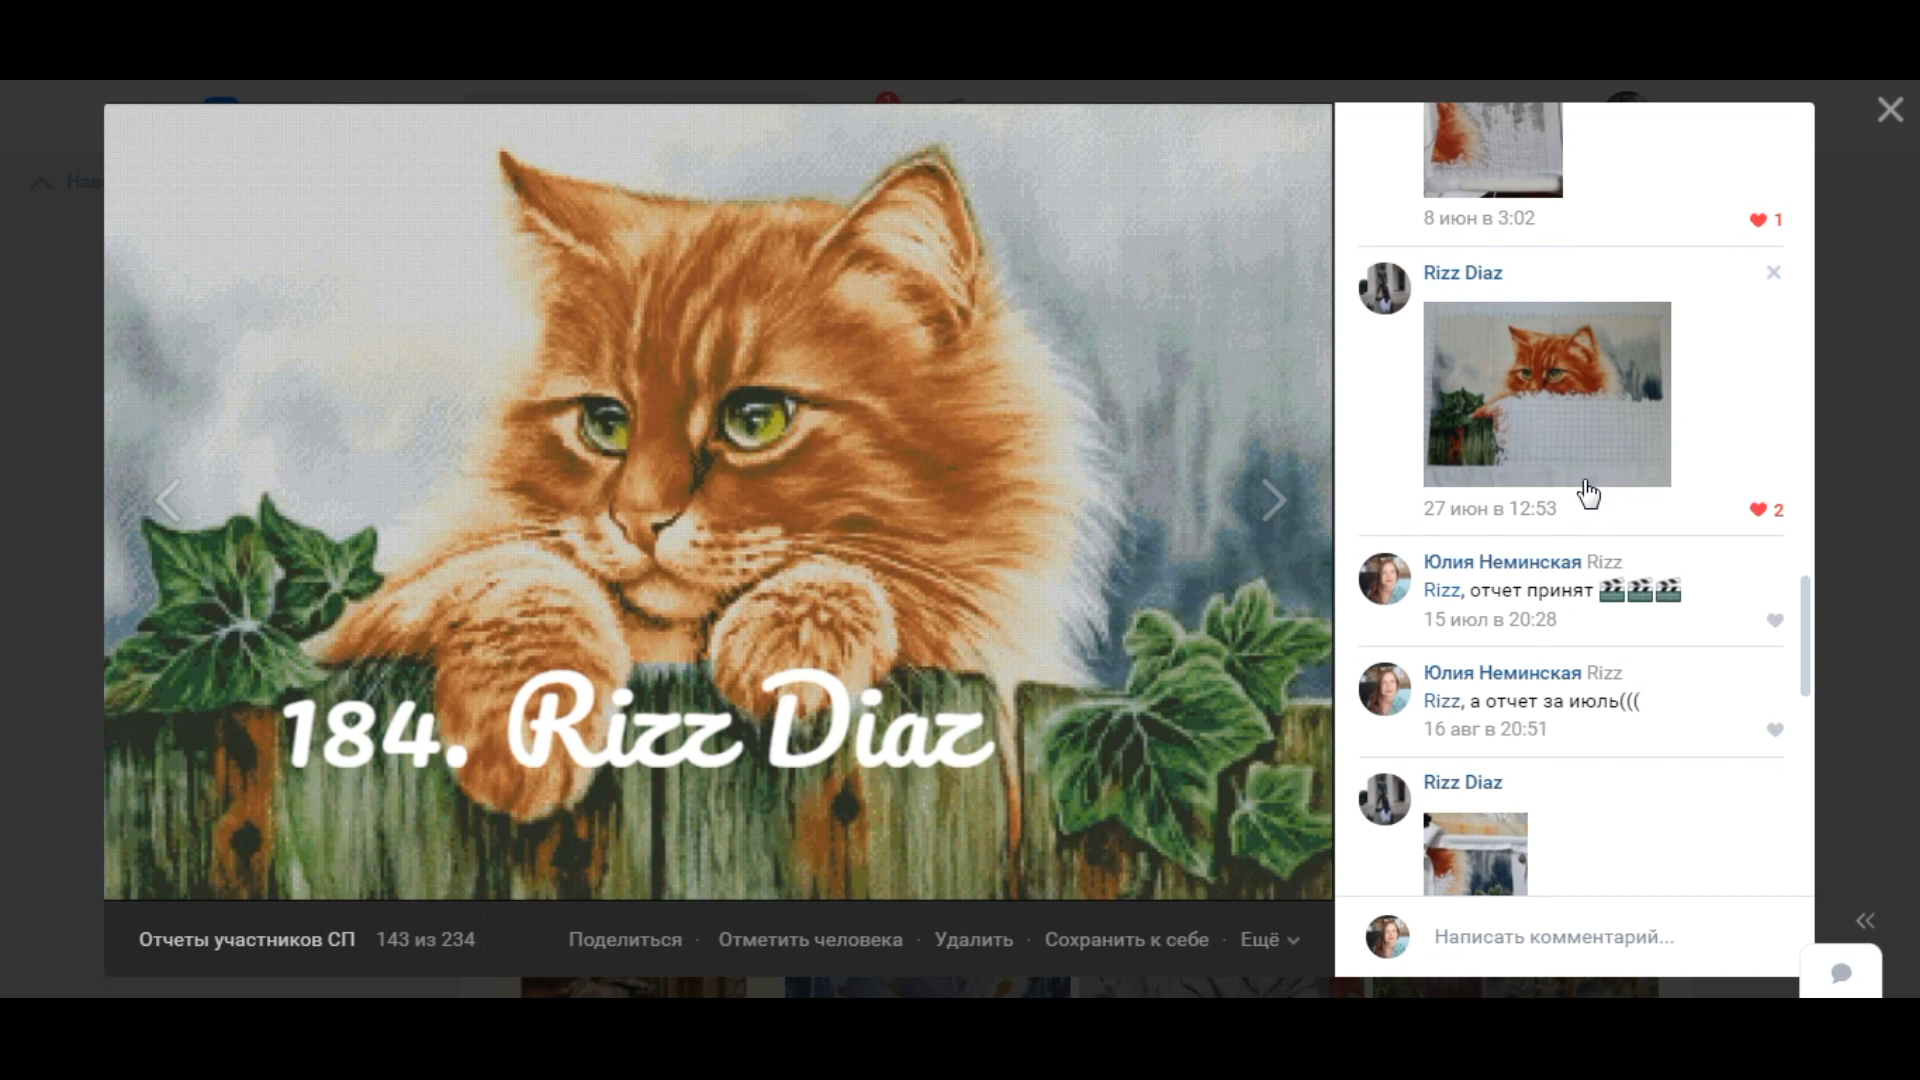 Нав
184. Rizz Diaz
Отчеты участников СП 143 из 234 Поделиться · Отметить человека · Удалить · Сохранить к себе · Ещё
8 июн в 3:02 1
Rizz Diaz
27 июн в 12:53 2
Юлия Неминская Rizz
Rizz, отчет принят 🎬🎬🎬
15 июл в 20:28
Юлия Неминская Rizz
Rizz, а отчет за июль(((
16 авг в 20:51
Rizz Diaz
Написать комментарий...